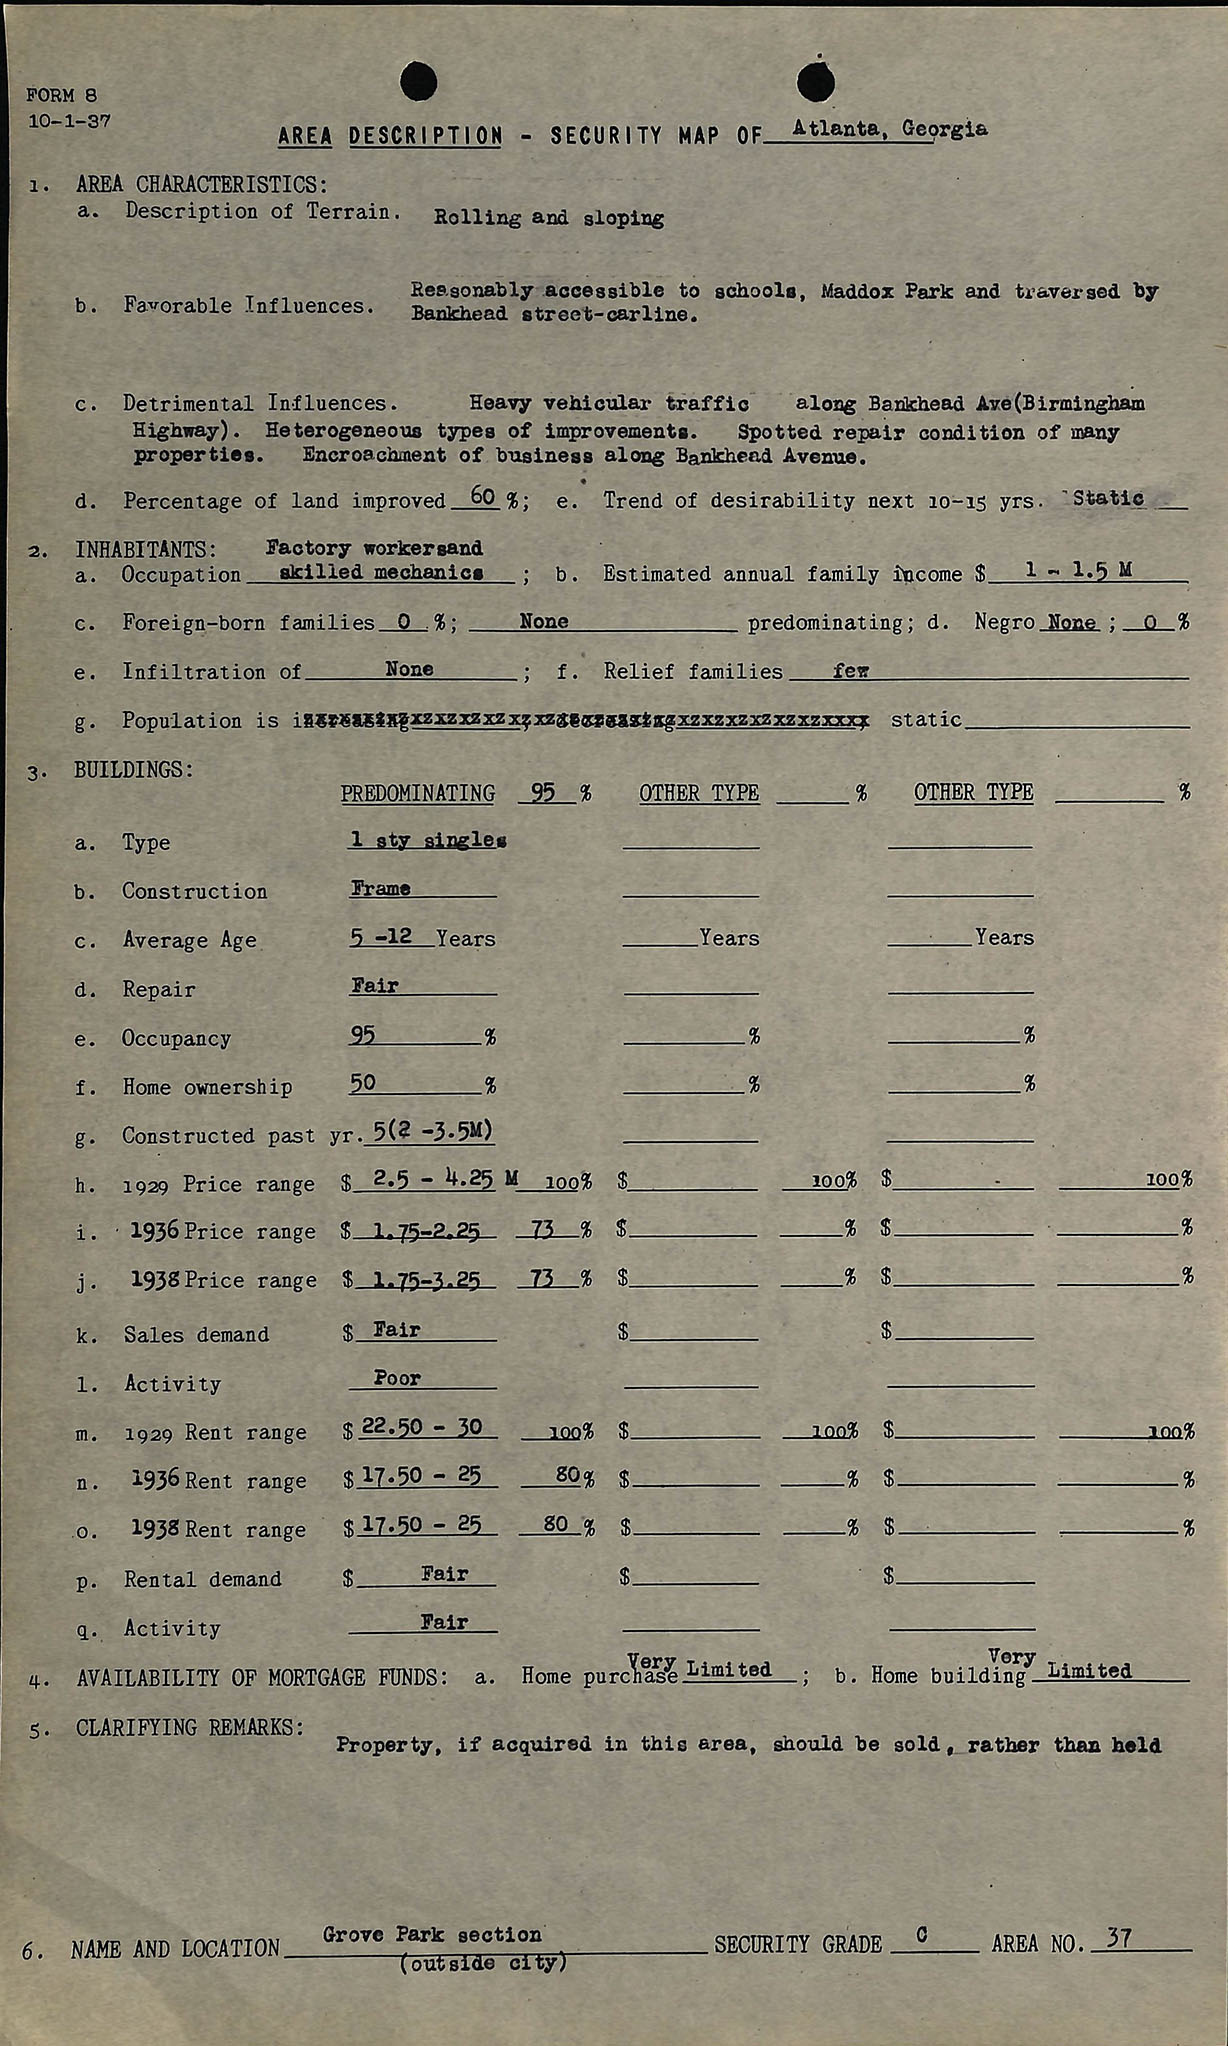 FORM 8
10-1-37
AREA DESCRIPTION - SECURITY MAP OF Atlanta, Georgia
1. AREA CHARACTERISTICS:
a. Description of Terrain. Rolling and sloping
Reasonably accessible to schools, Maddox Park and traversed by
b. Favorable Influences. Bankhead street-carline.
c. Detrimental Influences. Heavy vehicular traffic along Bankhead Ave(Birmingham
Highway). Heterogeneous types of improvements. Spotted repair condition of many
properties. Encroachment of business along Bankhead Avenue.
d. Percentage of land improved 60 %; e. Trend of desirability next 10-15 yrs. Static
2. INHABITANTS: Factory workersand
a. Occupation skilled mechanics ; b. Estimated annual family income $ 1 - 1.5 M
c. Foreign-born families 0 %; None predominating; d. Negro None ; 0 %
e. Infiltration of None ; f. Relief families few
g. Population is increasing decreasing static
3. BUILDINGS:
PREDOMINATING 95 % OTHER TYPE % OTHER TYPE %
a. Type 1 sty singles
b. Construction Frame
c. Average Age 5 -12 Years Years Years
d. Repair Fair
e. Occupancy 95 % % %
f. Home ownership 50 % % %
g. Constructed past yr. 5(2 -3.5M)
h. 1929 Price range $ 2.5 - 4.25 M 100% $ 100% $ 100%
i. 1936 Price range $ 1.75-2.25 73 % $ % $ %
j. 1938 Price range $ 1.75-3.25 73 % $ % $ %
k. Sales demand $ Fair $ $
l. Activity Poor
m. 1929 Rent range $ 22.50 - 30 100% $ 100% $ 100%
n. 1936 Rent range $ 17.50 - 25 80% $ % $ %
o. 1938 Rent range $ 17.50 - 25 80 % $ % $ %
p. Rental demand $ Fair $ $
q. Activity Fair
4. AVAILABILITY OF MORTGAGE FUNDS: a. Home purchase Very Limited ; b. Home building Very Limited
5. CLARIFYING REMARKS:
Property, if acquired in this area, should be sold, rather than held
6. NAME AND LOCATION Grove Park section SECURITY GRADE C AREA NO. 37
(outside city)